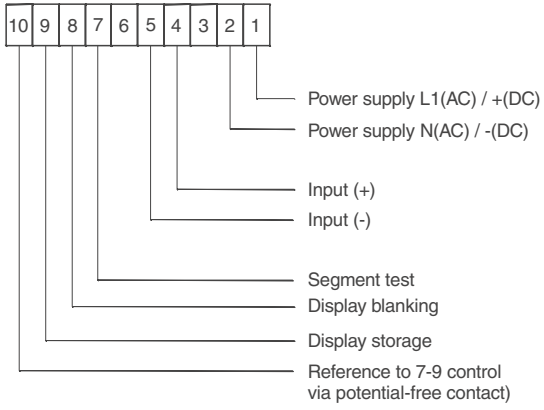 10 9 8 7 6 5 4 3 2 1
Power supply L1(AC) / +(DC)
Power supply N(AC) / -(DC)
Input (+)
Input (-)
Segment test
Display blanking
Display storage
Reference to 7-9 control
via potential-free contact)